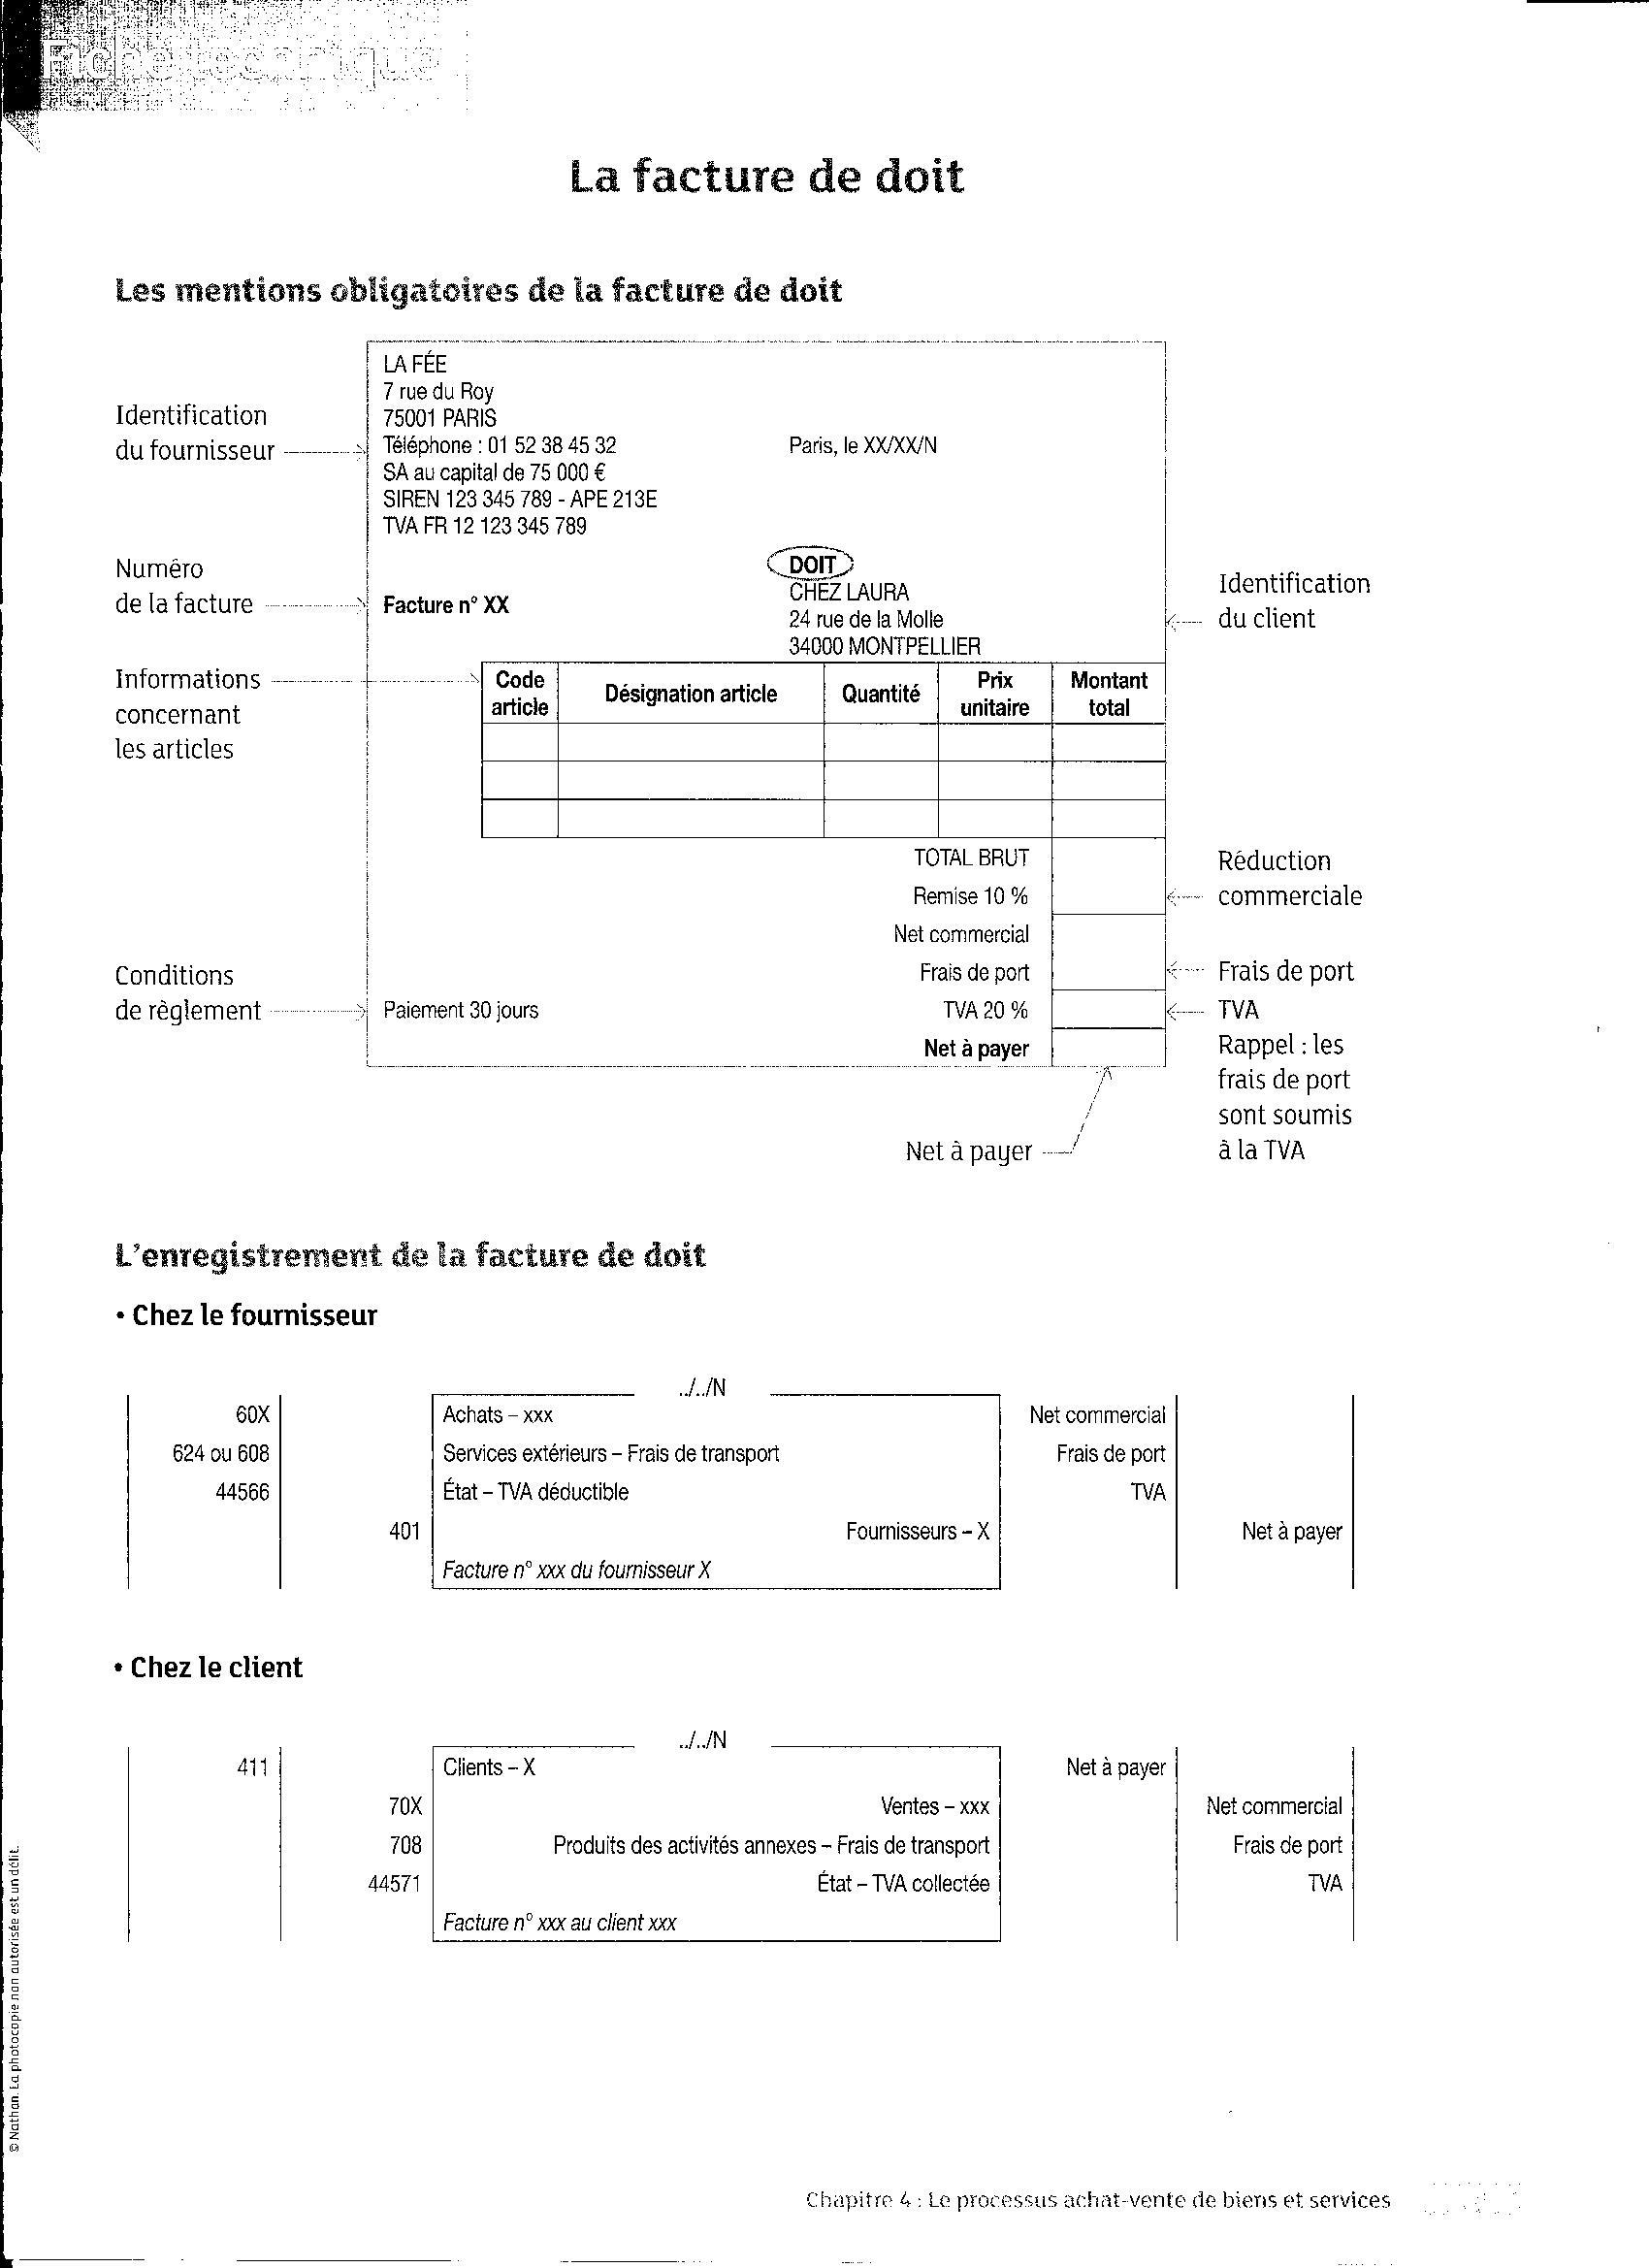 Fiche technique
La facture de doit
Les mentions obligatoires de la facture de doit
LA FÉE
7 rue du Roy
75001 PARIS
Téléphone : 01 52 38 45 32
Paris, le XX/XX/N
SA au capital de 75 000 €
SIREN 123 345 789 - APE 213E
TVA FR 12 123 345 789
Identification
du fournisseur
DOIT
CHEZ LAURA
24 rue de la Molle
34000 MONTPELLIER
Numéro
de la facture
Facture n° XX
Identification
du client
Informations
concernant
les articles
Code
article
Désignation article
Quantité
Prix
unitaire
Montant
total
TOTAL BRUT
Remise 10 %
Net commercial
Frais de port
TVA 20 %
Net à payer
Réduction
commerciale
Frais de port
TVA
Rappel : les
frais de port
sont soumis
à la TVA
Conditions
de règlement
Paiement 30 jours
Net à payer
L'enregistrement de la facture de doit
• Chez le fournisseur
../../N
60X Achats – xxx Net commercial
624 ou 608 Services extérieurs – Frais de transport Frais de port
44566 État – TVA déductible TVA
401 Fournisseurs – X Net à payer
Facture n° xxx du fournisseur X
• Chez le client
../../N
411 Clients – X Net à payer
70X Ventes – xxx Net commercial
708 Produits des activités annexes – Frais de transport Frais de port
44571 État – TVA collectée TVA
Facture n° xxx au client xxx
© Nathan. La photocopie non autorisée est un délit.
Chapitre 4 : Le processus achat-vente de biens et services